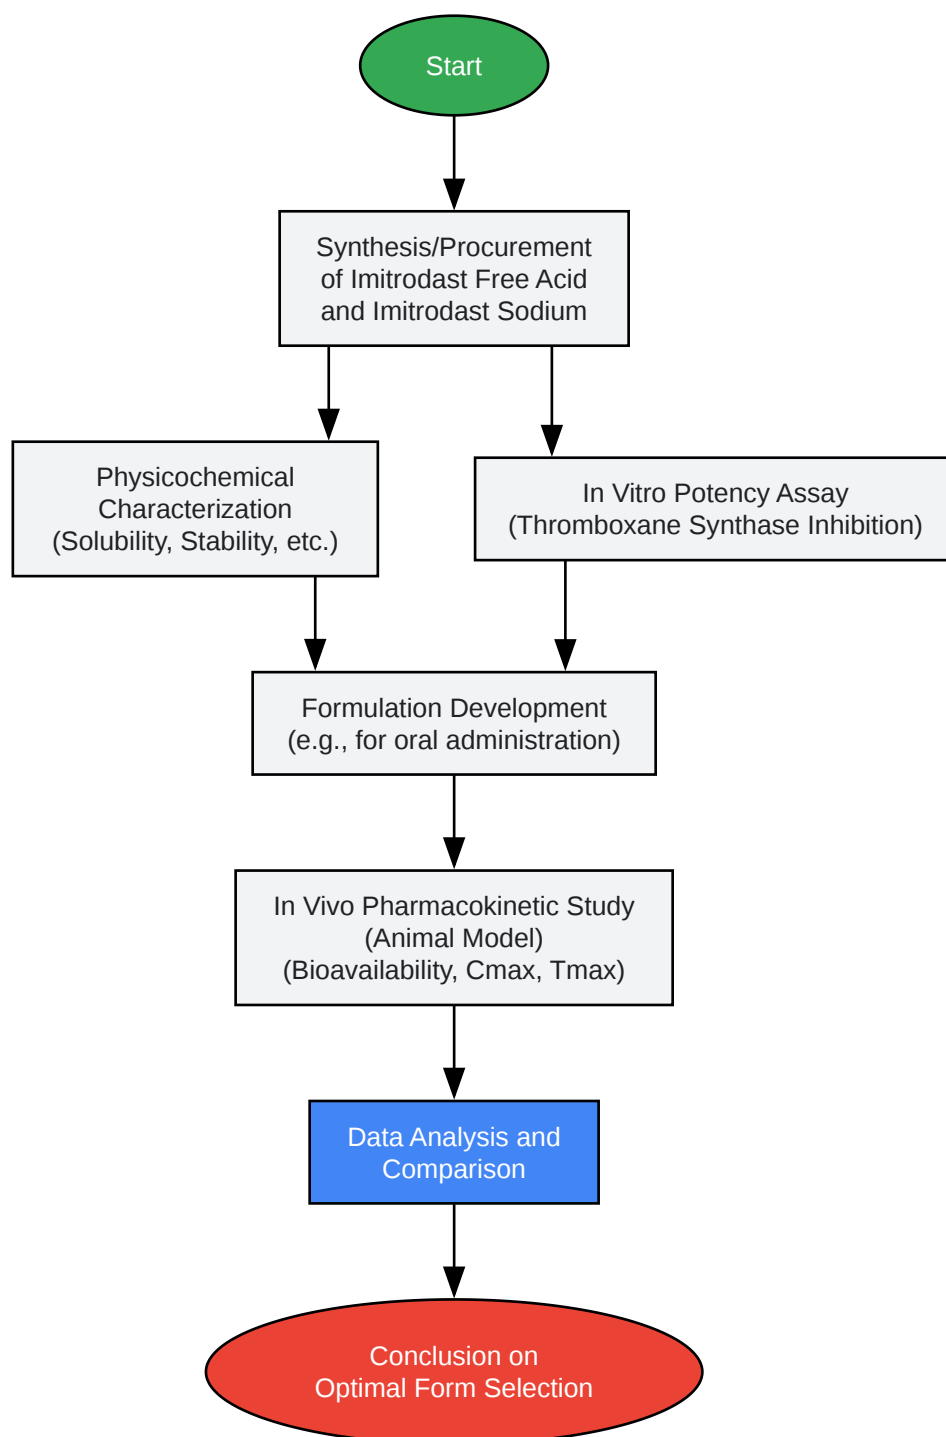 Start
Synthesis/Procurement
of Imitrodast Free Acid
and Imitrodast Sodium
Physicochemical
Characterization
(Solubility, Stability, etc.)
In Vitro Potency Assay
(Thromboxane Synthase Inhibition)
Formulation Development
(e.g., for oral administration)
In Vivo Pharmacokinetic Study
(Animal Model)
(Bioavailability, Cmax, Tmax)
Data Analysis and
Comparison
Conclusion on
Optimal Form Selection